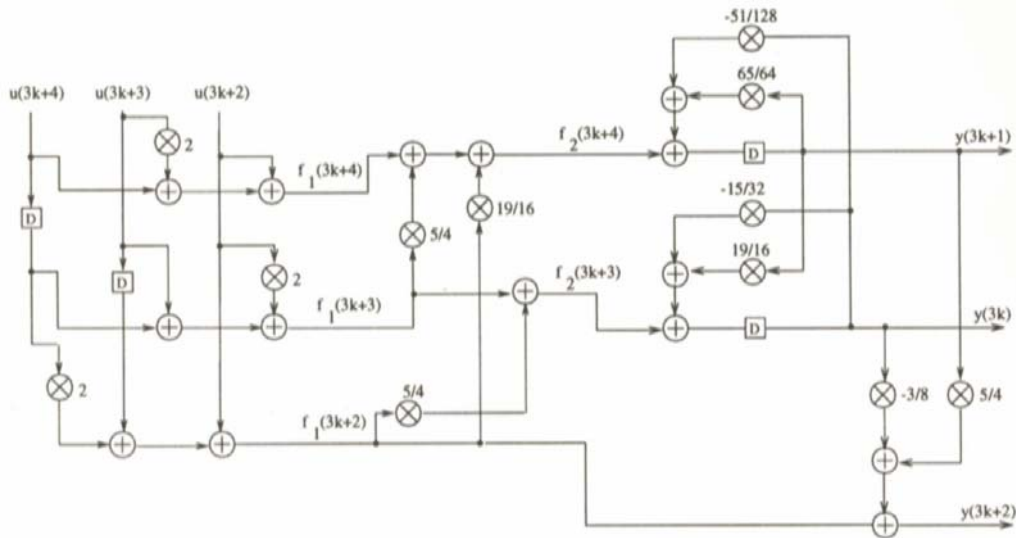 -51/128
65/64
u(3k+4) u(3k+3) u(3k+2)
2
f1(3k+4)
f2(3k+4)
D
y(3k+1)
-15/32
19/16
5/4
19/16
D
D
2
f1(3k+3)
f2(3k+3)
D
y(3k)
2
5/4
f1(3k+2)
-3/8
5/4
y(3k+2)